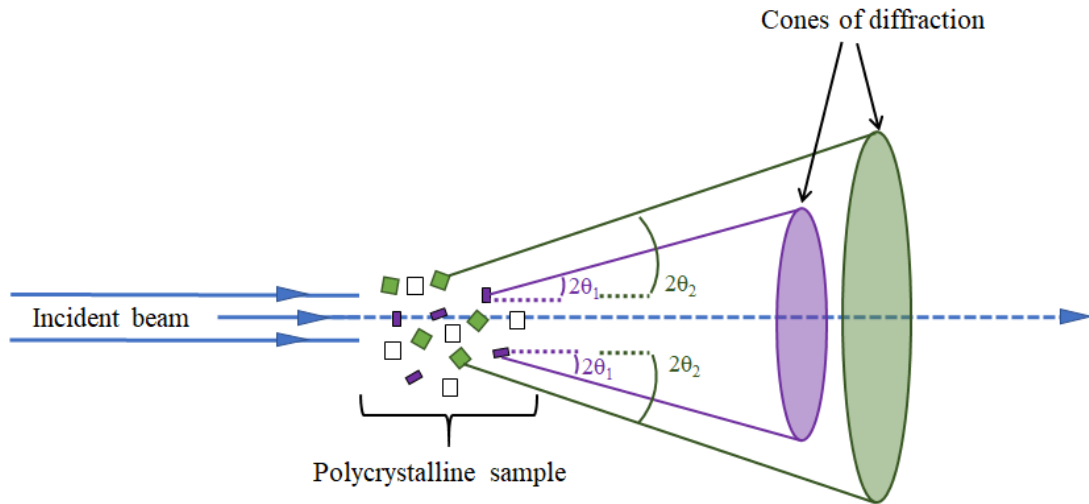 Cones of diffraction
2θ₁
2θ₂
Incident beam
2θ₁
2θ₂
Polycrystalline sample